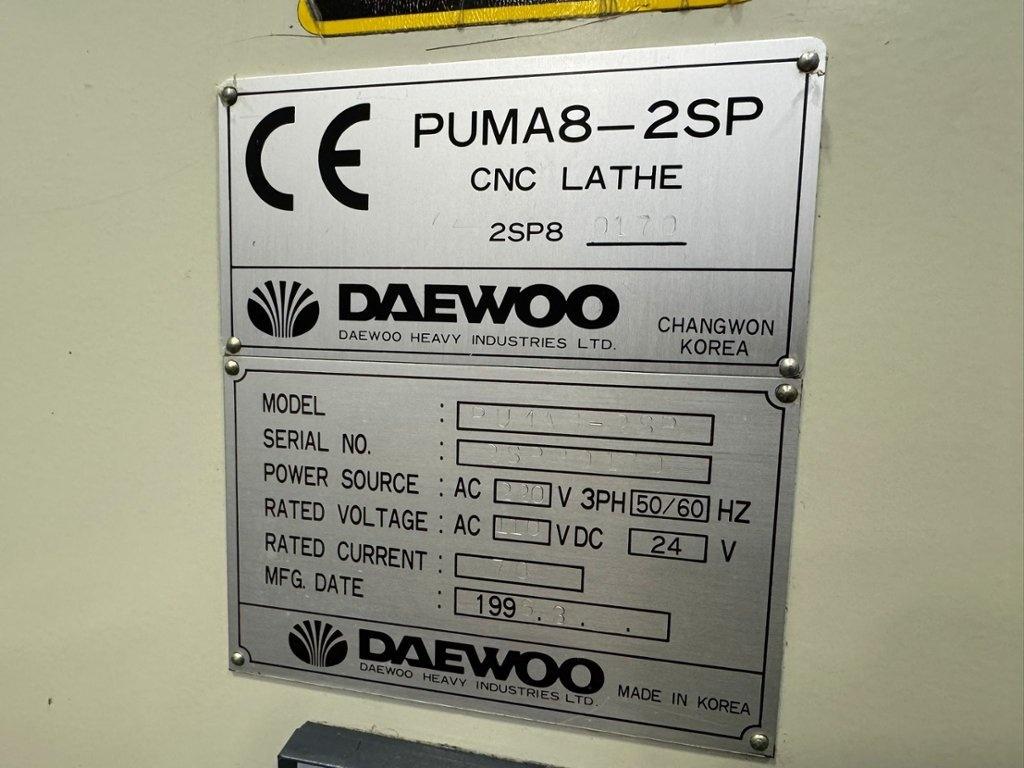 CE PUMA8-2SP
CNC LATHE
2SP8 0170
DAEWOO
DAEWOO HEAVY INDUSTRIES LTD.
CHANGWON
KOREA
MODEL :
SERIAL NO. :
POWER SOURCE : AC 220 V 3PH 50/60 HZ
RATED VOLTAGE : AC 110 V DC 24 V
RATED CURRENT : 70
MFG. DATE :
DAEWOO
DAEWOO HEAVY INDUSTRIES LTD.
MADE IN KOREA